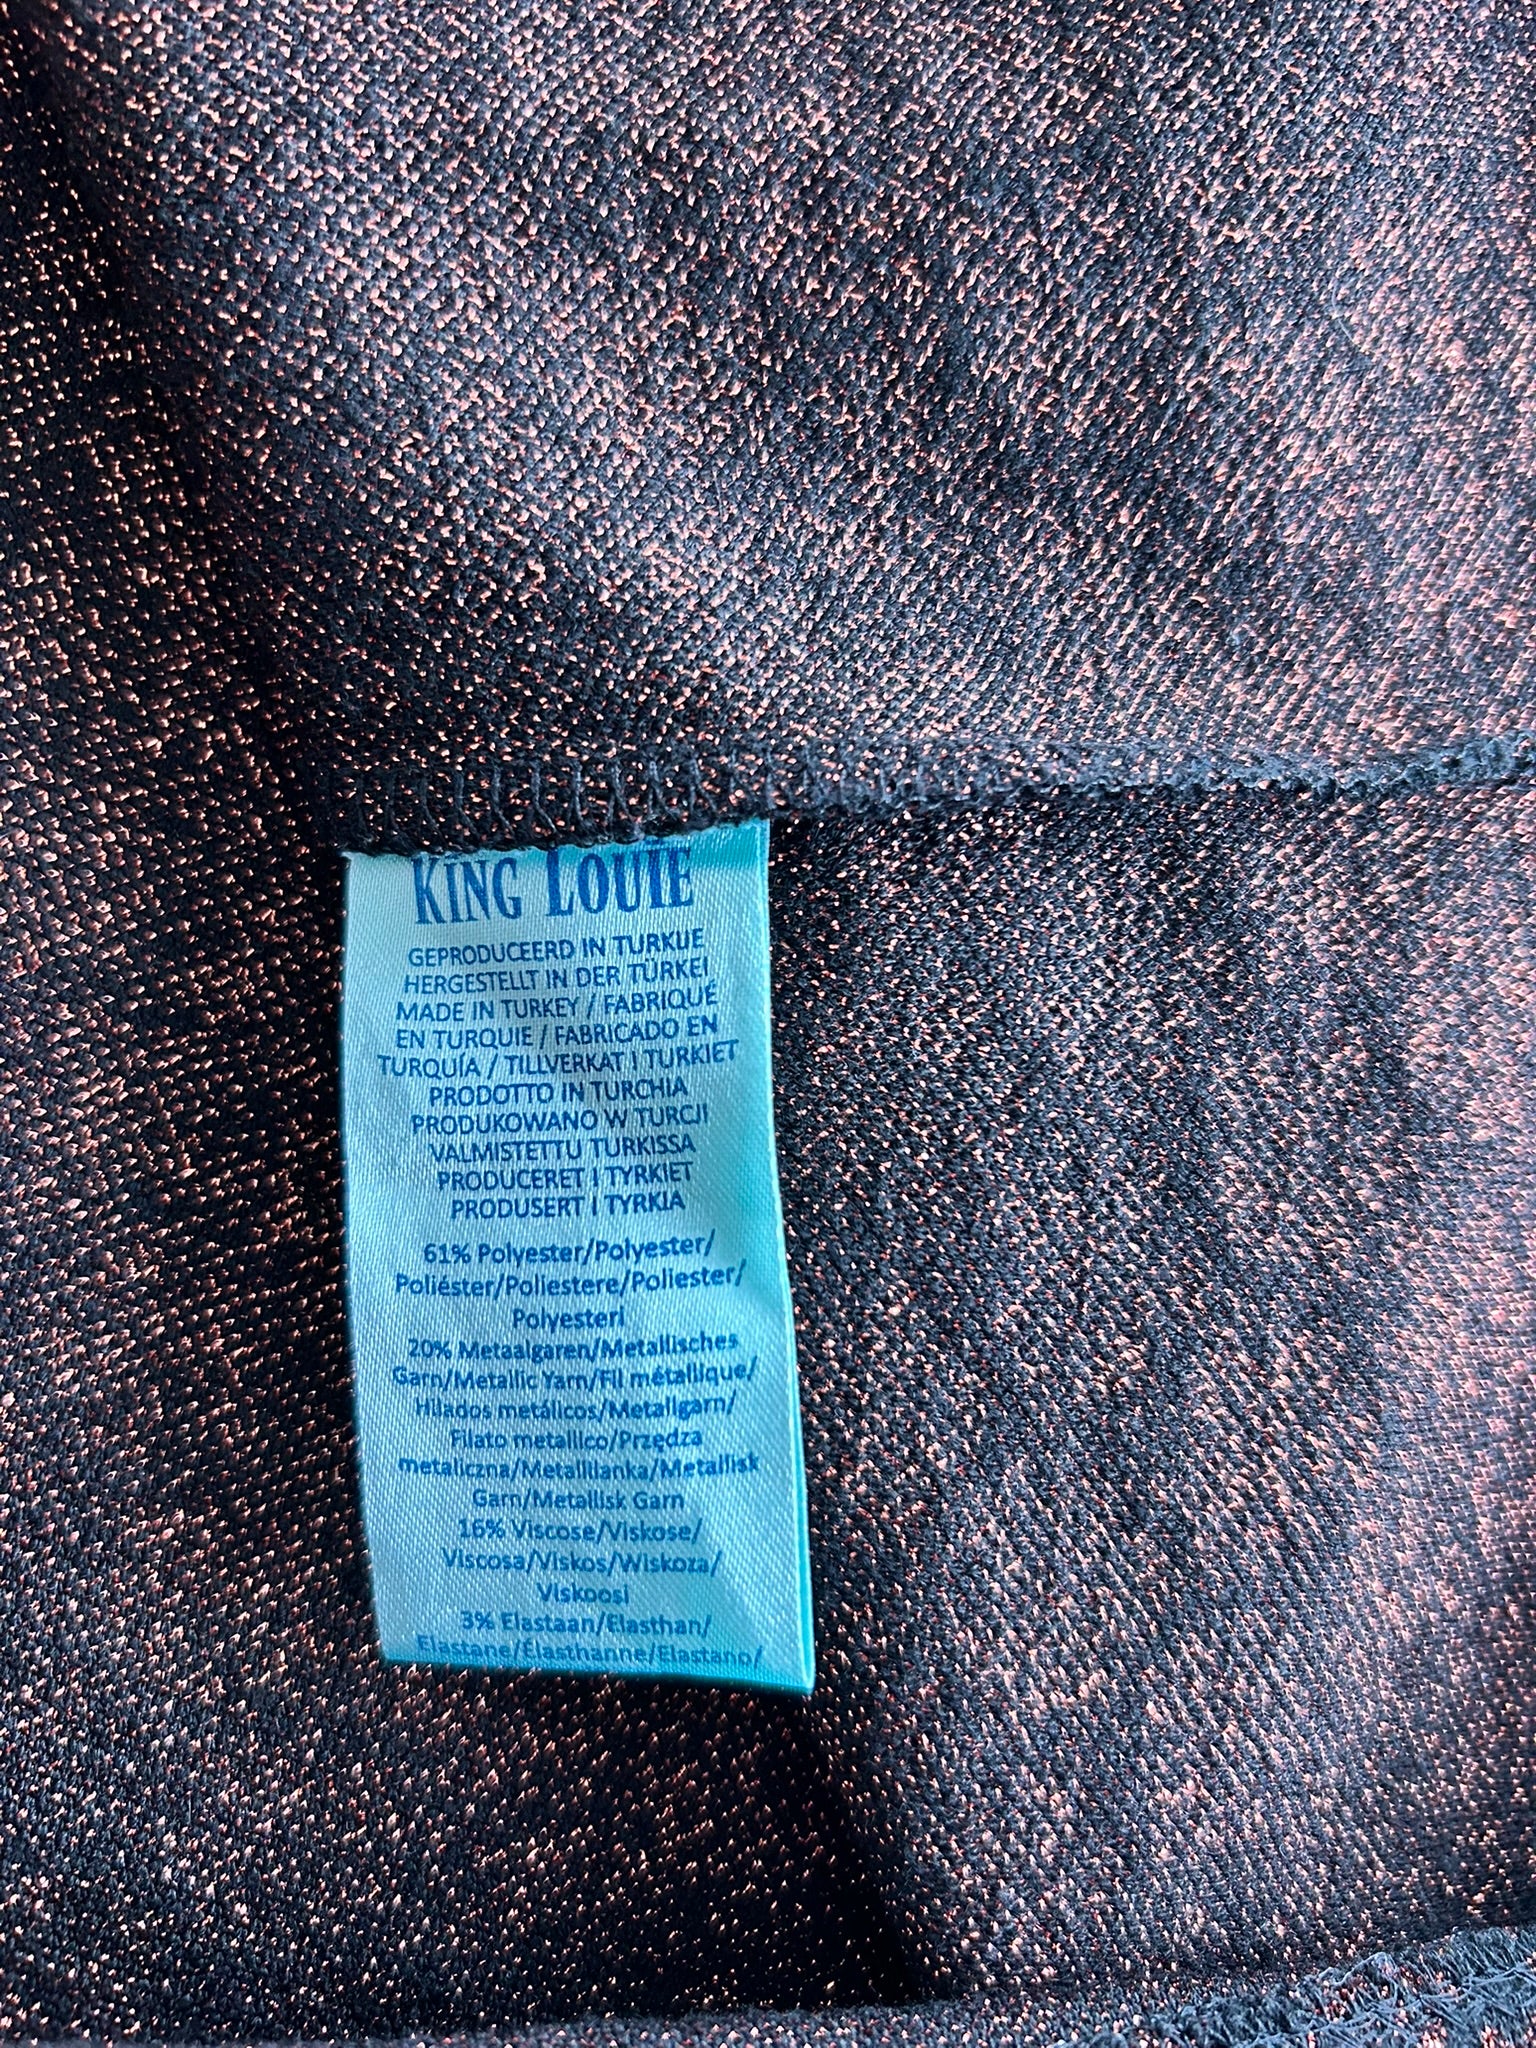 KING LOUIE
GEPRODUCEERD IN TURKIJE
HERGESTELLT IN DER TÜRKEI
MADE IN TURKEY / FABRIQUÉ
EN TURQUIE / FABRICADO EN
TURQUÍA / TILLVERKAT I TURKIET
PRODOTTO IN TURCHIA
PRODUKOWANO W TURCJI
VALMISTETTU TURKISSA
PRODUCERET I TYRKIET
PRODUSERT I TYRKIA
61% Polyester/Polyester/
Poliéster/Poliestere/Poliester/
Polyesteri
20% Metaalgaren/Metallisches
Garn/Metallic Yarn/Fil métallique/
Hilados metálicos/Metallgarn/
Filato metallico/Przędza
metaliczna/Metallilanka/Metallisk
Garn/Metallisk Garn
16% Viscose/Viskose/
Viscosa/Viskos/Wiskoza/
Viskoosi
3% Elastaan/Elasthan/
Elastane/Élasthanne/Elastano/